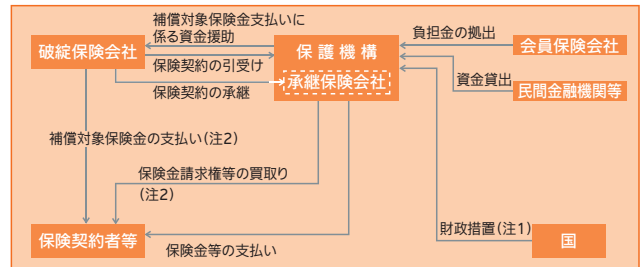 補償対象保険金支払いに
係る資金援助
破綻保険会社
保護機構
負担金の拠出
会員保険会社
保険契約の引受け
承継保険会社
資金貸出
民間金融機関等
保険契約の承継
補償対象保険金の支払い(注2)
保険金請求権等の買取り
(注2)
財政措置(注1)
保険契約者等
保険金等の支払い
国